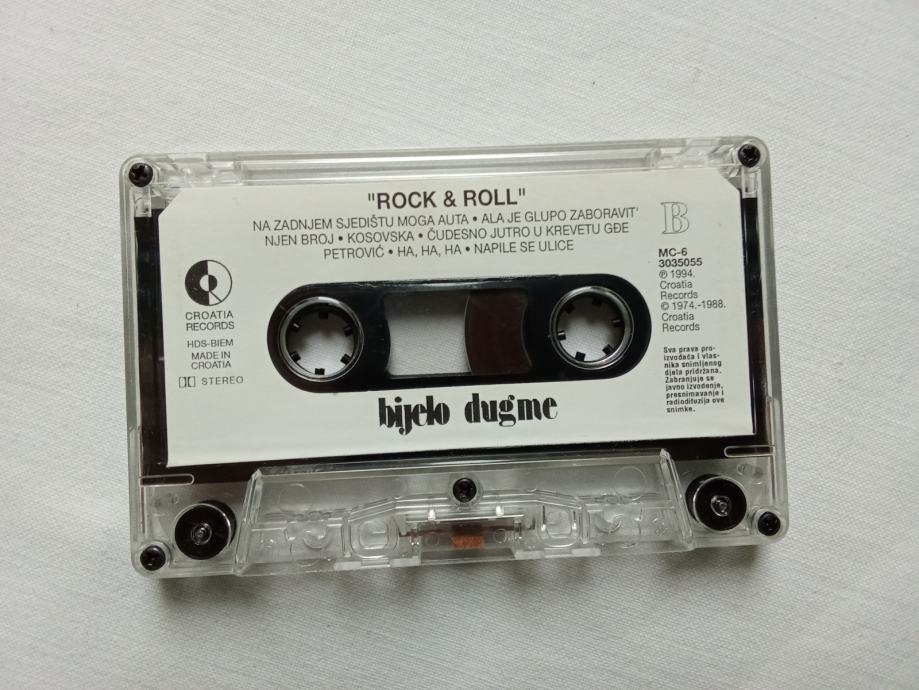 "ROCK & ROLL"
NA ZADNJEM SJEDIŠTU MOGA AUTA • ALA JE GLUPO ZABORAVIT'
NJEN BROJ • KOSOVSKA • ČUDESNO JUTRO U KREVETU GĐE
PETROVIĆ • HA, HA, HA • NAPILE SE ULICE
B
CROATIA
RECORDS
HDS-BIEM
MADE IN
CROATIA
STEREO
MC-6
3035055
℗ 1994.
Croatia
Records
© 1974.-1988.
Croatia
Records
Sva prava pro-
izvođača i vlas-
nika snimljenog
djela pridržana.
Zabranjuje se
javno izvođenje,
presnimavanje i
radiodifuzija ove
snimke.
bijelo dugme